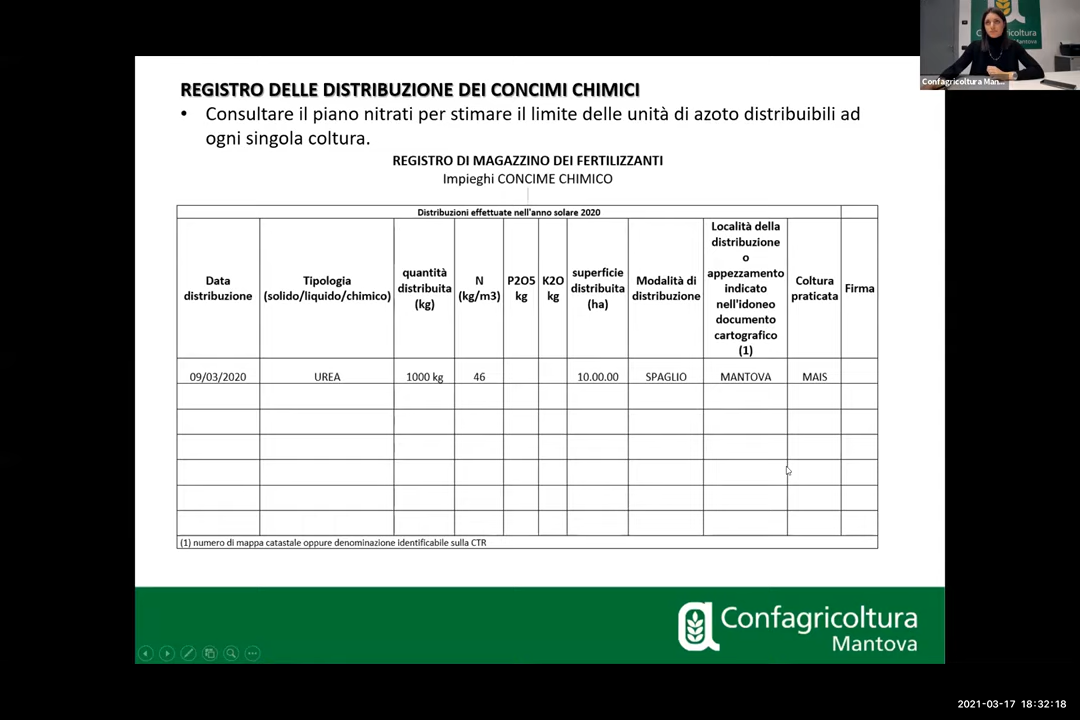 Confagricoltura Man...
REGISTRO DELLE DISTRIBUZIONE DEI CONCIMI CHIMICI
• Consultare il piano nitrati per stimare il limite delle unità di azoto distribuibili ad
ogni singola coltura.
REGISTRO DI MAGAZZINO DEI FERTILIZZANTI
Impieghi CONCIME CHIMICO
Distribuzioni effettuate nell'anno solare 2020
Data
distribuzione
Tipologia
(solido/liquido/chimico)
quantità
distribuita
(kg)
N
(kg/m3)
P2O5
kg
K2O
kg
superficie
distribuita
(ha)
Modalità di
distribuzione
Località della
distribuzione
o
appezzamento
indicato
nell'idoneo
documento
cartografico
(1)
Coltura
praticata
Firma
09/03/2020 UREA 1000 kg 46 10.00.00 SPAGLIO MANTOVA MAIS
(1) numero di mappa catastale oppure denominazione identificabile sulla CTR
Confagricoltura
Mantova
2021-03-17 18:32:18